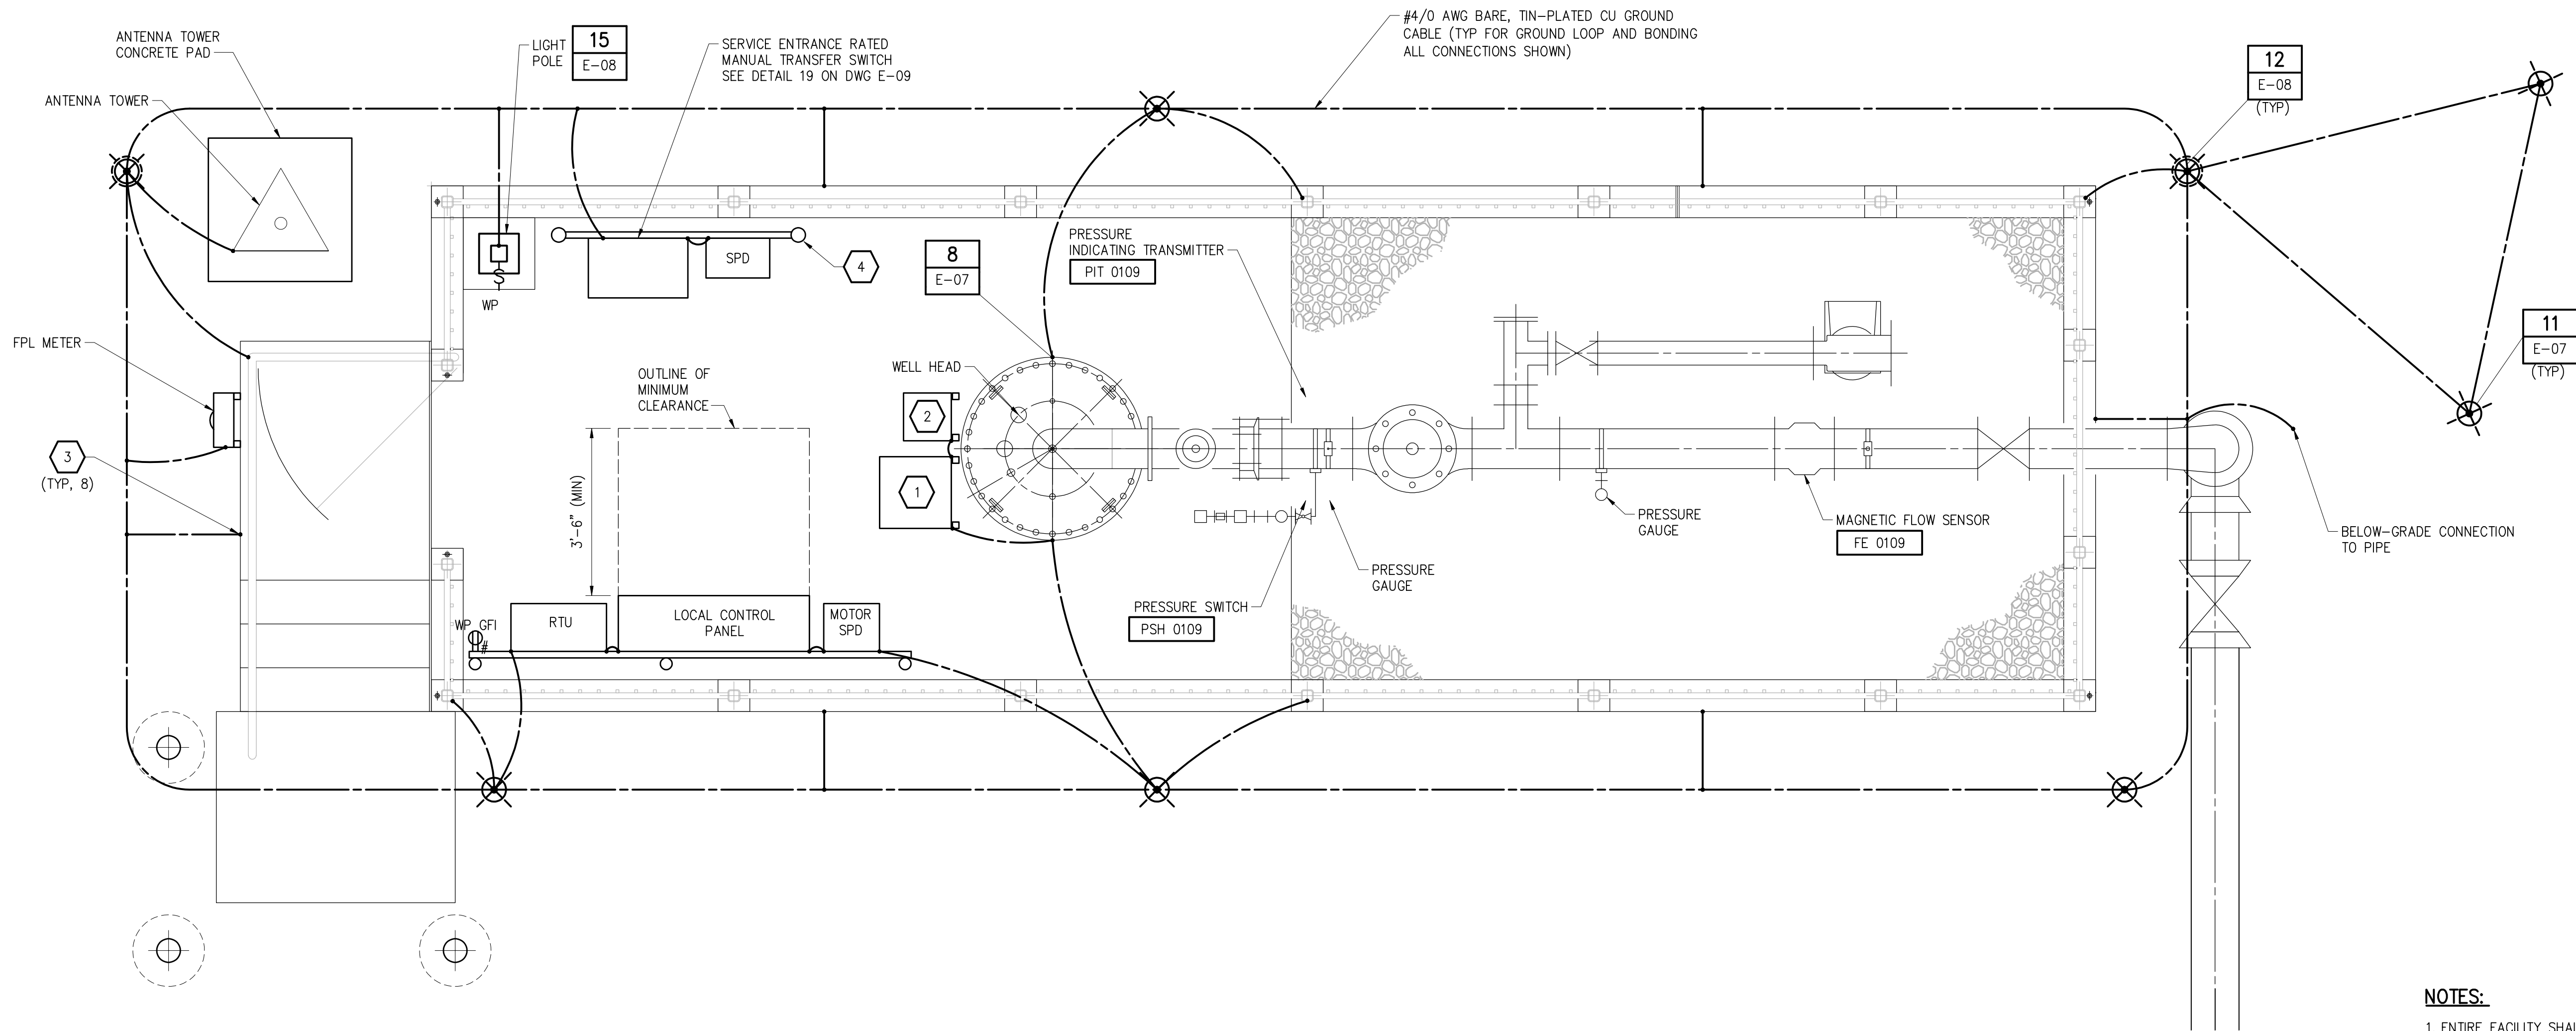 #4/0 AWG BARE, TIN-PLATED CU GROUND
CABLE (TYP FOR GROUND LOOP AND BONDING
ALL CONNECTIONS SHOWN)
ANTENNA TOWER
CONCRETE PAD
LIGHT
POLE
15
E-08
SERVICE ENTRANCE RATED
MANUAL TRANSFER SWITCH
SEE DETAIL 19 ON DWG E-09
12
E-08
(TYP)
ANTENNA TOWER
8
E-07
PRESSURE
INDICATING TRANSMITTER
PIT 0109
SPD
4
WP
11
E-07
(TYP)
FPL METER
WELL HEAD
OUTLINE OF
MINIMUM
CLEARANCE
2
3
(TYP, 8)
1
3'-6" (MIN)
PRESSURE
GAUGE
MAGNETIC FLOW SENSOR
FE 0109
BELOW-GRADE CONNECTION
TO PIPE
PRESSURE
GAUGE
PRESSURE SWITCH
PSH 0109
WP GFI
#
RTU
LOCAL CONTROL
PANEL
MOTOR
SPD
NOTES:
1. ENTIRE FACILITY SHAL